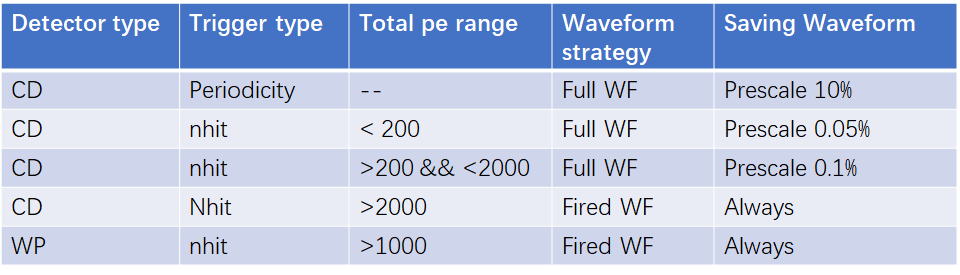 Detector type Trigger type Total pe range Waveform strategy Saving Waveform
CD Periodicity -- Full WF Prescale 10%
CD nhit < 200 Full WF Prescale 0.05%
CD nhit >200 && <2000 Full WF Prescale 0.1%
CD Nhit >2000 Fired WF Always
WP nhit >1000 Fired WF Always